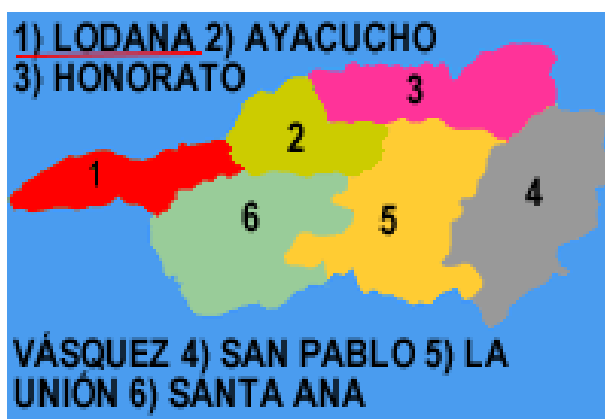 1) LODANA 2) AYACUCHO
3) HONORATO
3
2
1
4
6
5
VÁSQUEZ 4) SAN PABLO 5) LA
UNIÓN 6) SANTA ANA